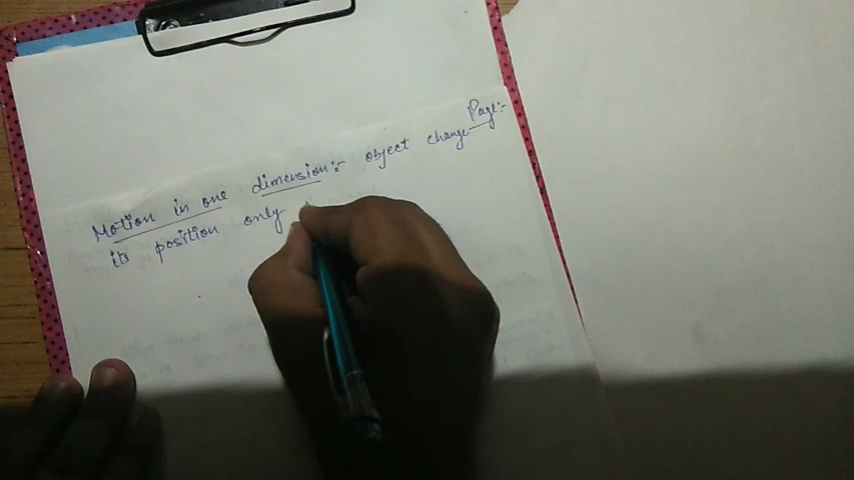 Page:-
Motion in one dimension:- object change
its position only